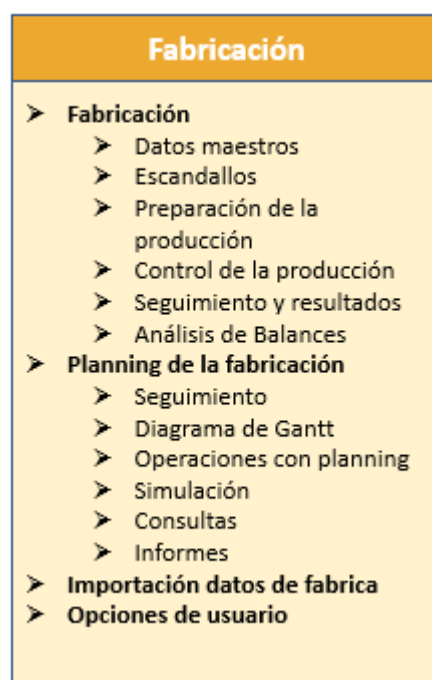 Fabricación
➤ Fabricación
➤ Datos maestros
➤ Escandallos
➤ Preparación de la
producción
➤ Control de la producción
➤ Seguimiento y resultados
➤ Análisis de Balances
➤ Planning de la fabricación
➤ Seguimiento
➤ Diagrama de Gantt
➤ Operaciones con planning
➤ Simulación
➤ Consultas
➤ Informes
➤ Importación datos de fabrica
➤ Opciones de usuario